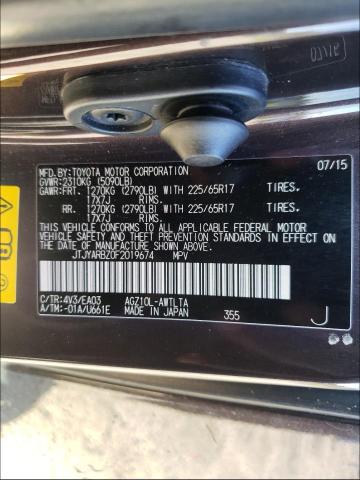 MFD.BY:TOYOTA MOTOR CORPORATION 07/15
GVWR:2310KG (5090LB)
GAWR:FRT. 1270KG (2790LB) WITH 225/65R17 TIRES,
17X7J RIMS.
RR. 1270KG (2790LB) WITH 225/65R17 TIRES,
17X7J RIMS.
THIS VEHICLE CONFORMS TO ALL APPLICABLE FEDERAL MOTOR
VEHICLE SAFETY AND THEFT PREVENTION STANDARDS IN EFFECT
ON THE DATE OF MANUFACTURE SHOWN ABOVE.
JTJYARBZ0F2019674 MPV
C/TR:4V3/EA03 AGZ10L-AWTLTA
A/TM:-01A/U661E MADE IN JAPAN 355 J